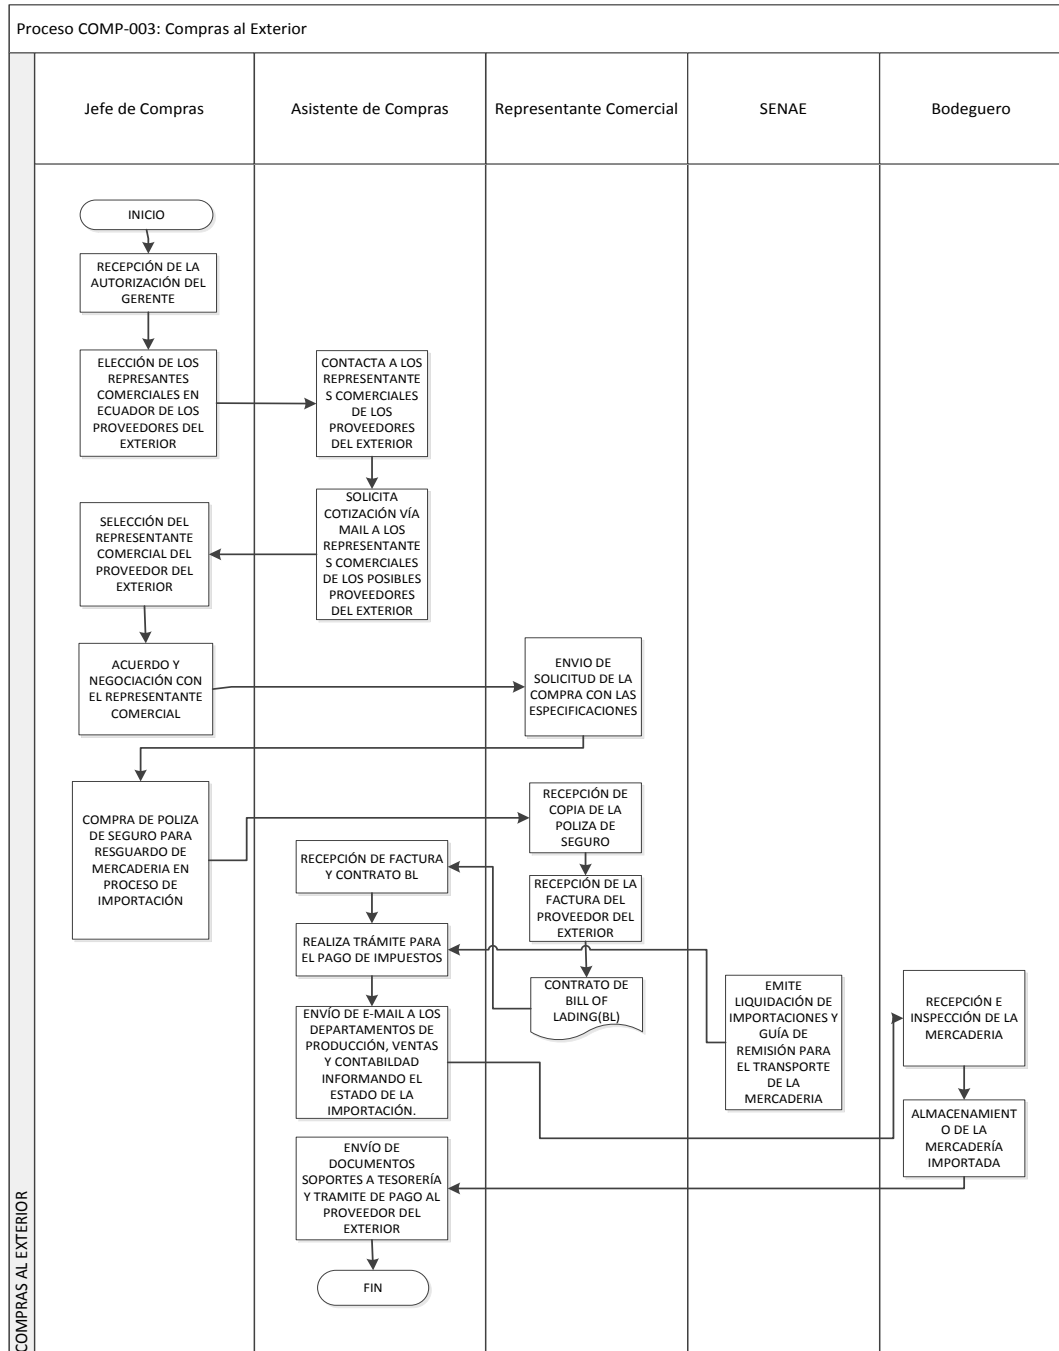 Proceso COMP-003: Compras al Exterior
Jefe de Compras
Asistente de Compras
Representante Comercial
SENAE
Bodeguero
INICIO
RECEPCIÓN DE LA
AUTORIZACIÓN DEL
GERENTE
ELECCIÓN DE LOS
REPRESANTES
COMERCIALES EN
ECUADOR DE LOS
PROVEEDORES DEL
EXTERIOR
CONTACTA A LOS
REPRESENTANTE
S COMERCIALES
DE LOS
PROVEEDORES
DEL EXTERIOR
SOLICITA
COTIZACIÓN VÍA
MAIL A LOS
REPRESENTANTE
S COMERCIALES
DE LOS POSIBLES
PROVEEDORES
DEL EXTERIOR
SELECCIÓN DEL
REPRESENTANTE
COMERCIAL DEL
PROVEEDOR DEL
EXTERIOR
ACUERDO Y
NEGOCIACIÓN CON
EL REPRESENTANTE
COMERCIAL
ENVIO DE
SOLICITUD DE LA
COMPRA CON LAS
ESPECIFICACIONES
COMPRA DE POLIZA
DE SEGURO PARA
RESGUARDO DE
MERCADERIA EN
PROCESO DE
IMPORTACIÓN
RECEPCIÓN DE
COPIA DE LA
POLIZA DE
SEGURO
RECEPCIÓN DE LA
FACTURA DEL
PROVEEDOR DEL
EXTERIOR
CONTRATO DE
BILL OF
LADING(BL)
RECEPCIÓN DE FACTURA
Y CONTRATO BL
REALIZA TRÁMITE PARA
EL PAGO DE IMPUESTOS
EMITE
LIQUIDACIÓN DE
IMPORTACIONES Y
GUÍA DE
REMISIÓN PARA
EL TRANSPORTE
DE LA
MERCADERIA
ENVÍO DE E-MAIL A LOS
DEPARTAMENTOS DE
PRODUCCIÓN, VENTAS
Y CONTABILDAD
INFORMANDO EL
ESTADO DE LA
IMPORTACIÓN.
RECEPCIÓN E
INSPECCIÓN DE LA
MERCADERIA
ALMACENAMIENT
O DE LA
MERCADERÍA
IMPORTADA
ENVÍO DE
DOCUMENTOS
SOPORTES A TESORERÍA
Y TRAMITE DE PAGO AL
PROVEEDOR DEL
EXTERIOR
FIN
COMPRAS AL EXTERIOR